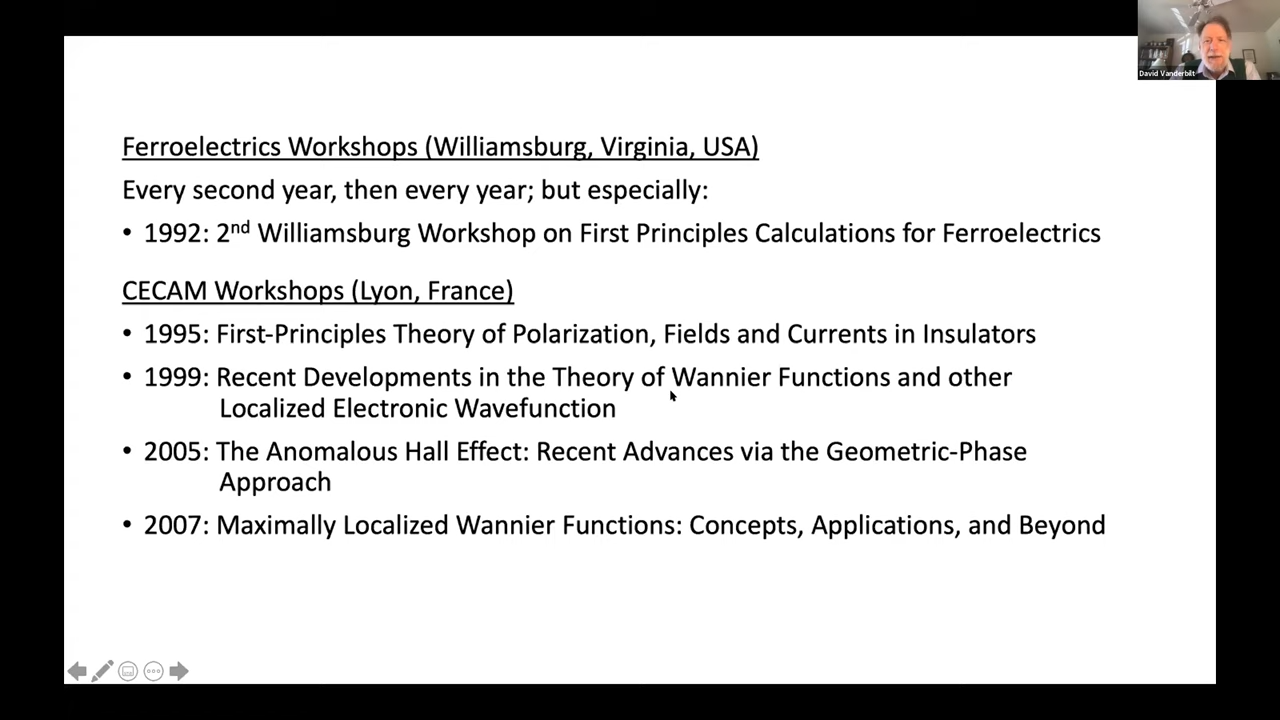 David Vanderbilt
Ferroelectrics Workshops (Williamsburg, Virginia, USA)
Every second year, then every year; but especially:
• 1992: 2nd Williamsburg Workshop on First Principles Calculations for Ferroelectrics
CECAM Workshops (Lyon, France)
• 1995: First-Principles Theory of Polarization, Fields and Currents in Insulators
• 1999: Recent Developments in the Theory of Wannier Functions and other
Localized Electronic Wavefunction
• 2005: The Anomalous Hall Effect: Recent Advances via the Geometric-Phase
Approach
• 2007: Maximally Localized Wannier Functions: Concepts, Applications, and Beyond